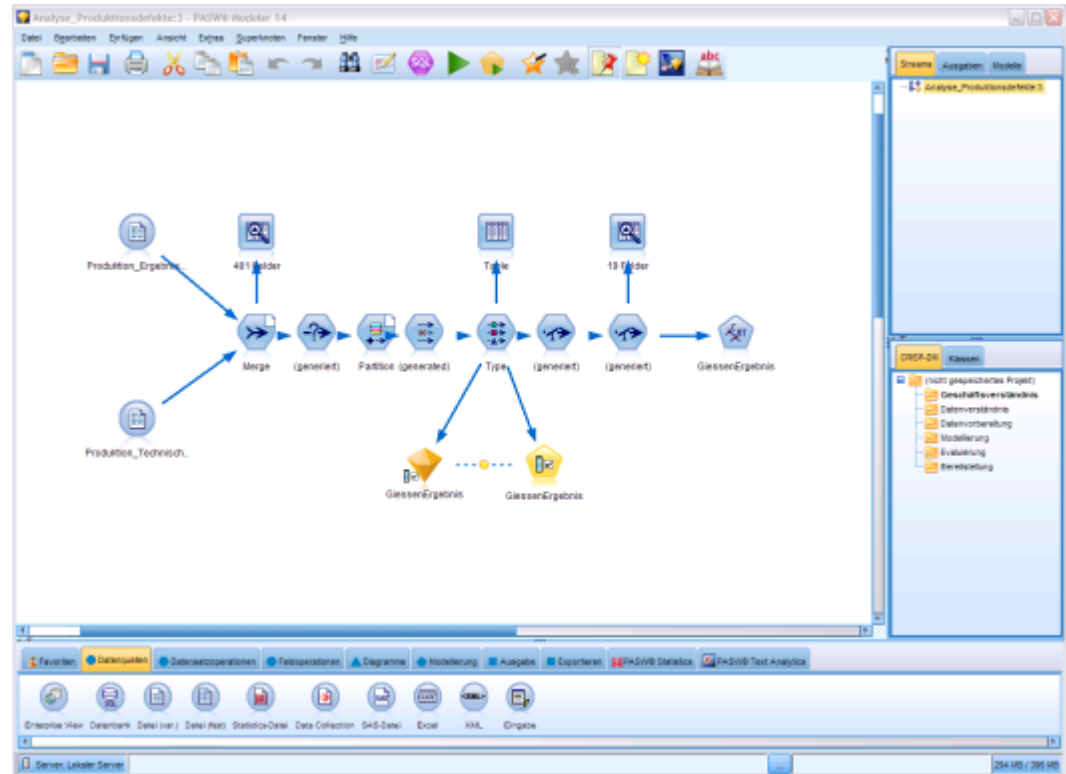 Analyse_Produktionsdefekte:3 - PASW® Modeler 14
Datei Bearbeiten Einfügen Ansicht Extras Superknoten Fenster Hilfe
SQL
abc
Streams Ausgaben Modelle
Analyse_Produktionsdefekte:3
Produktion_Ergebnis...
481 Felder
Table
18 Felder
Merge
(generiert)
Partition
(generated)
Type
(generiert)
(generiert)
GiessenErgebnis
Produktion_Technisch...
GiessenErgebnis
GiessenErgebnis
CRISP-DM Klassen
(nicht gespeichertes Projekt)
Geschäftsverständnis
Datenverständnis
Datenvorbereitung
Modellierung
Evaluierung
Bereitstellung
Favoriten Datenquellen Datensatzoperationen Feldoperationen Diagramme Modellierung Ausgabe Exportieren PASW® Statistics PASW® Text Analytics
Enterprise View Datenbank Datei (var.) Datei (fest) Statistics-Datei Data Collection SAS-Datei Excel XML Eingabe
Server: Lokaler Server
294 MB / 396 MB